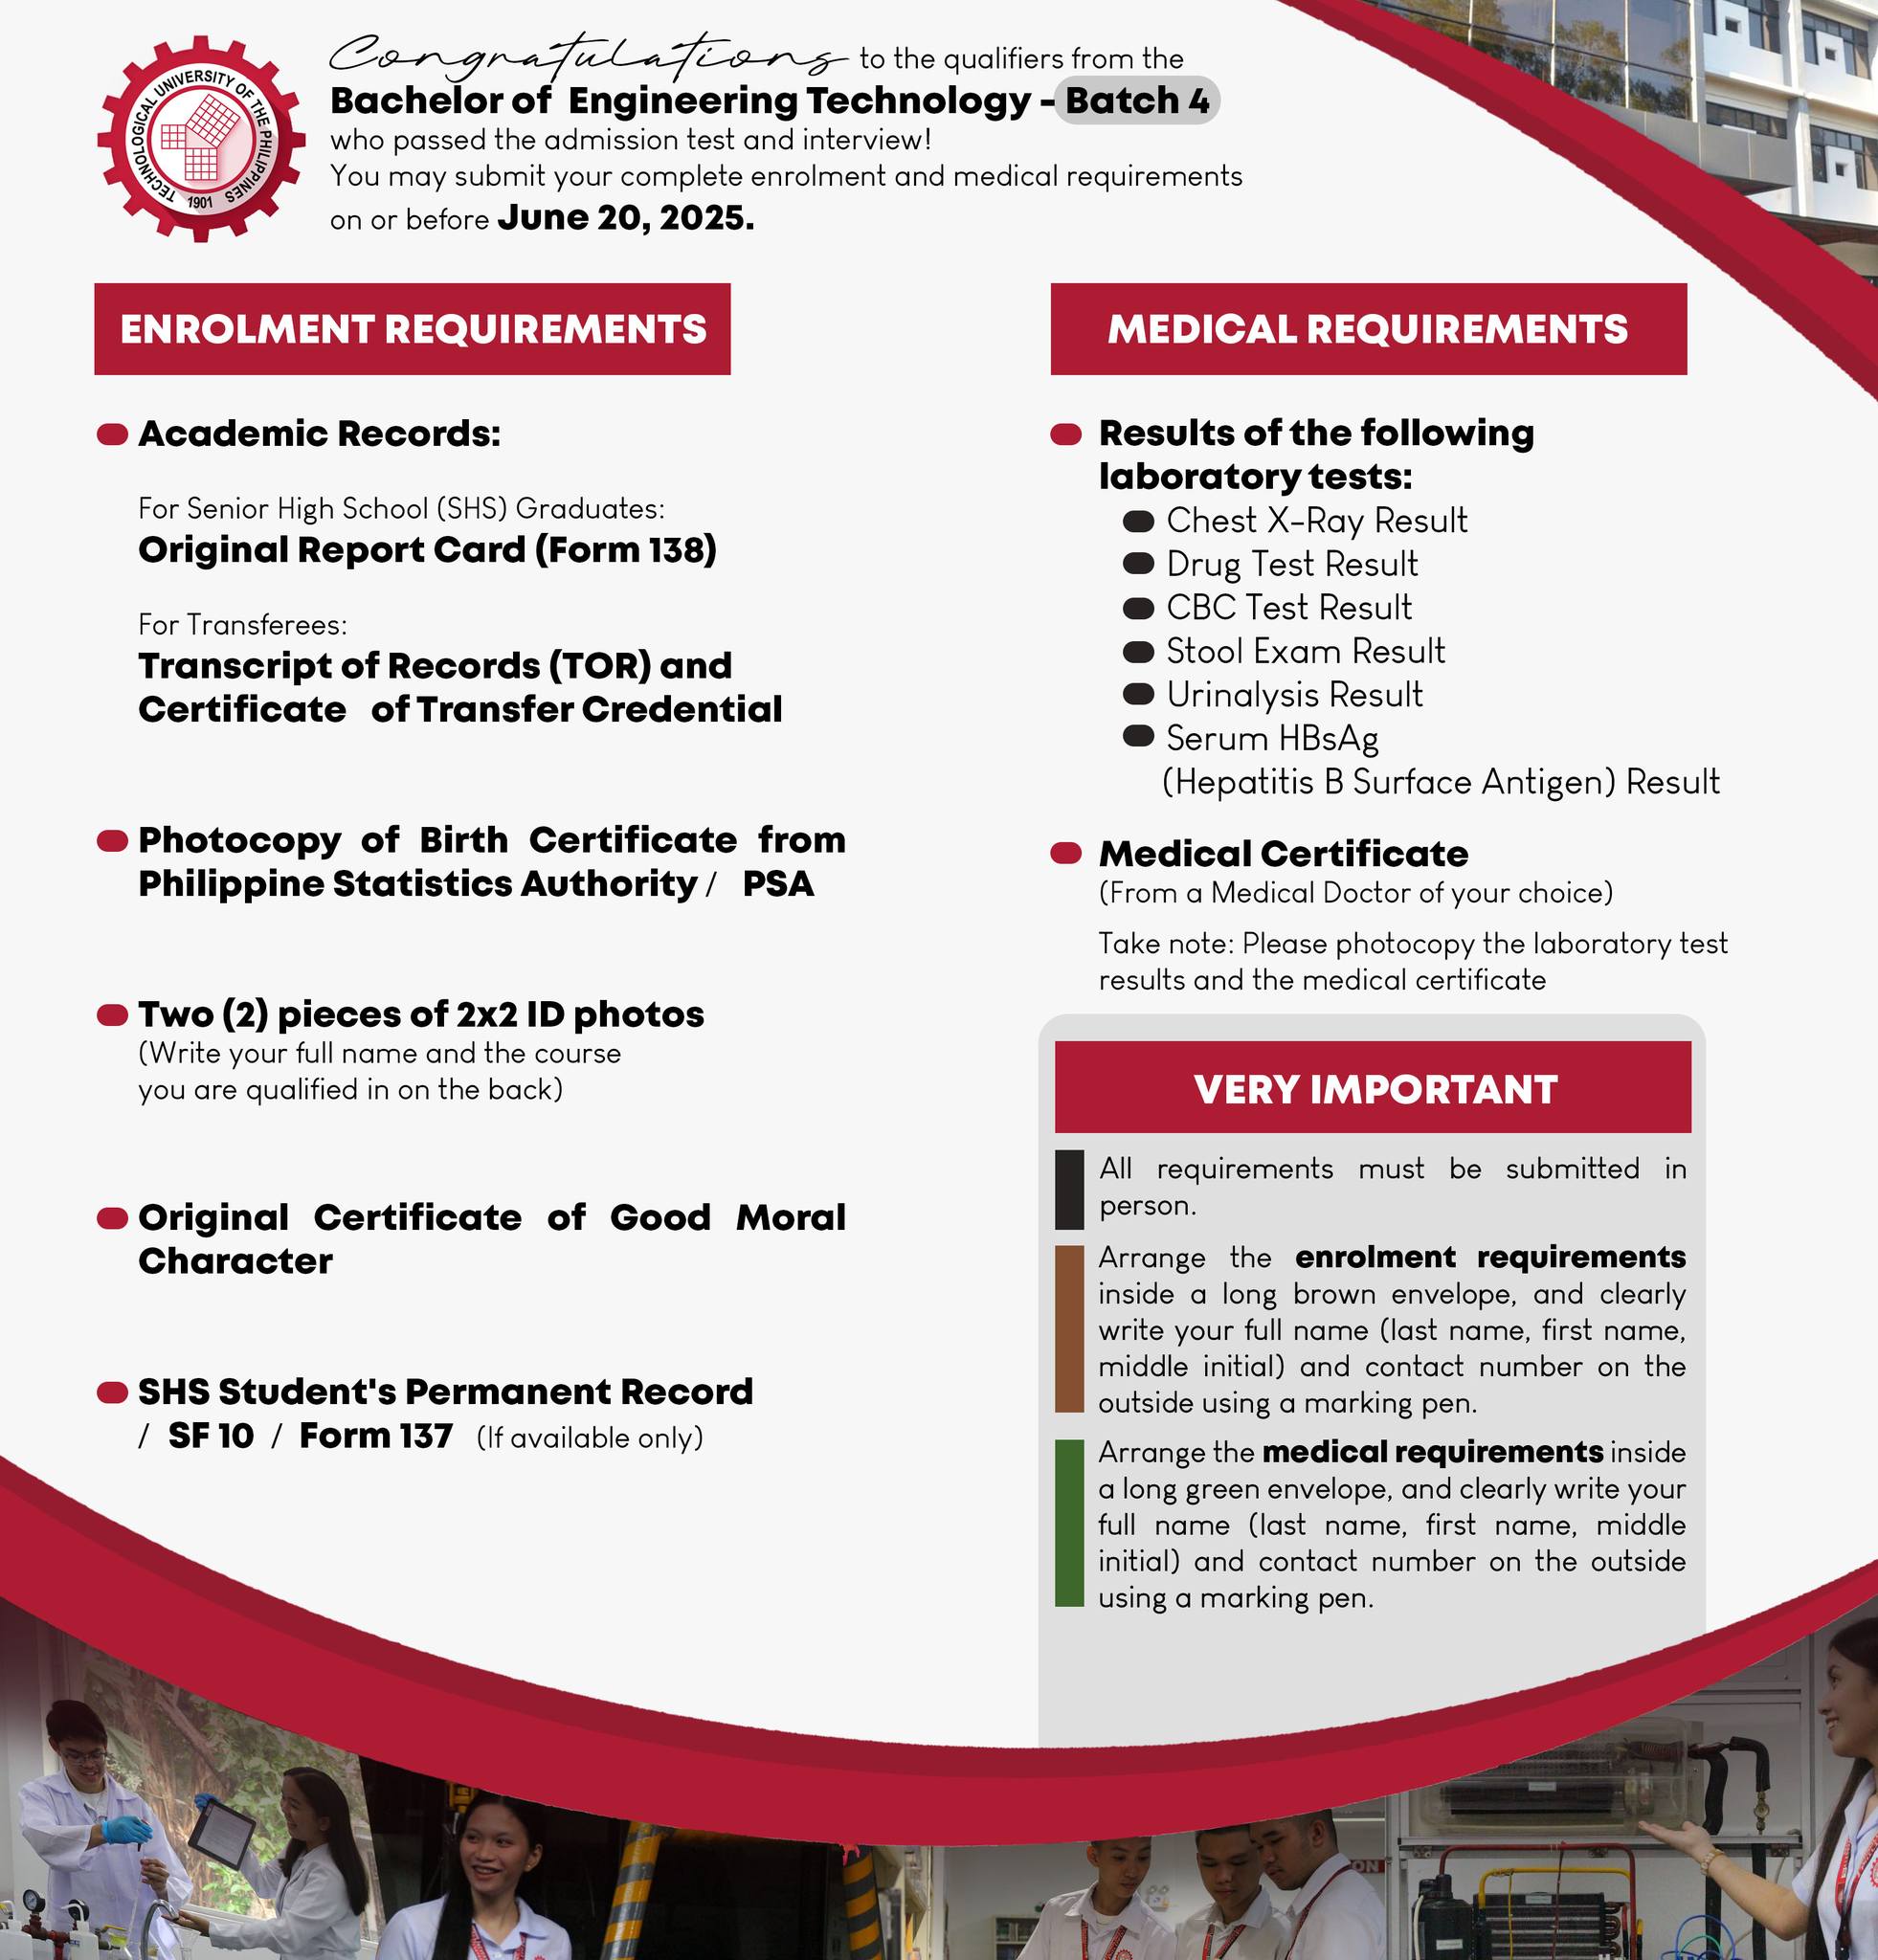 TECHNOLOGICAL UNIVERSITY OF THE PHILIPPINES
1901
Congratulations to the qualifiers from the
Bachelor of Engineering Technology - Batch 4
who passed the admission test and interview!
You may submit your complete enrolment and medical requirements
on or before June 20, 2025.
ENROLMENT REQUIREMENTS
Academic Records:
For Senior High School (SHS) Graduates:
Original Report Card (Form 138)
For Transferees:
Transcript of Records (TOR) and
Certificate of Transfer Credential
Photocopy of Birth Certificate from
Philippine Statistics Authority / PSA
Two (2) pieces of 2x2 ID photos
(Write your full name and the course
you are qualified in on the back)
Original Certificate of Good Moral
Character
SHS Student's Permanent Record
/ SF 10 / Form 137 (If available only)
MEDICAL REQUIREMENTS
Results of the following
laboratory tests:
Chest X-Ray Result
Drug Test Result
CBC Test Result
Stool Exam Result
Urinalysis Result
Serum HBsAg
(Hepatitis B Surface Antigen) Result
Medical Certificate
(From a Medical Doctor of your choice)
Take note: Please photocopy the laboratory test
results and the medical certificate
VERY IMPORTANT
All requirements must be submitted in
person.
Arrange the enrolment requirements
inside a long brown envelope, and clearly
write your full name (last name, first name,
middle initial) and contact number on the
outside using a marking pen.
Arrange the medical requirements inside
a long green envelope, and clearly write your
full name (last name, first name, middle
initial) and contact number on the outside
using a marking pen.